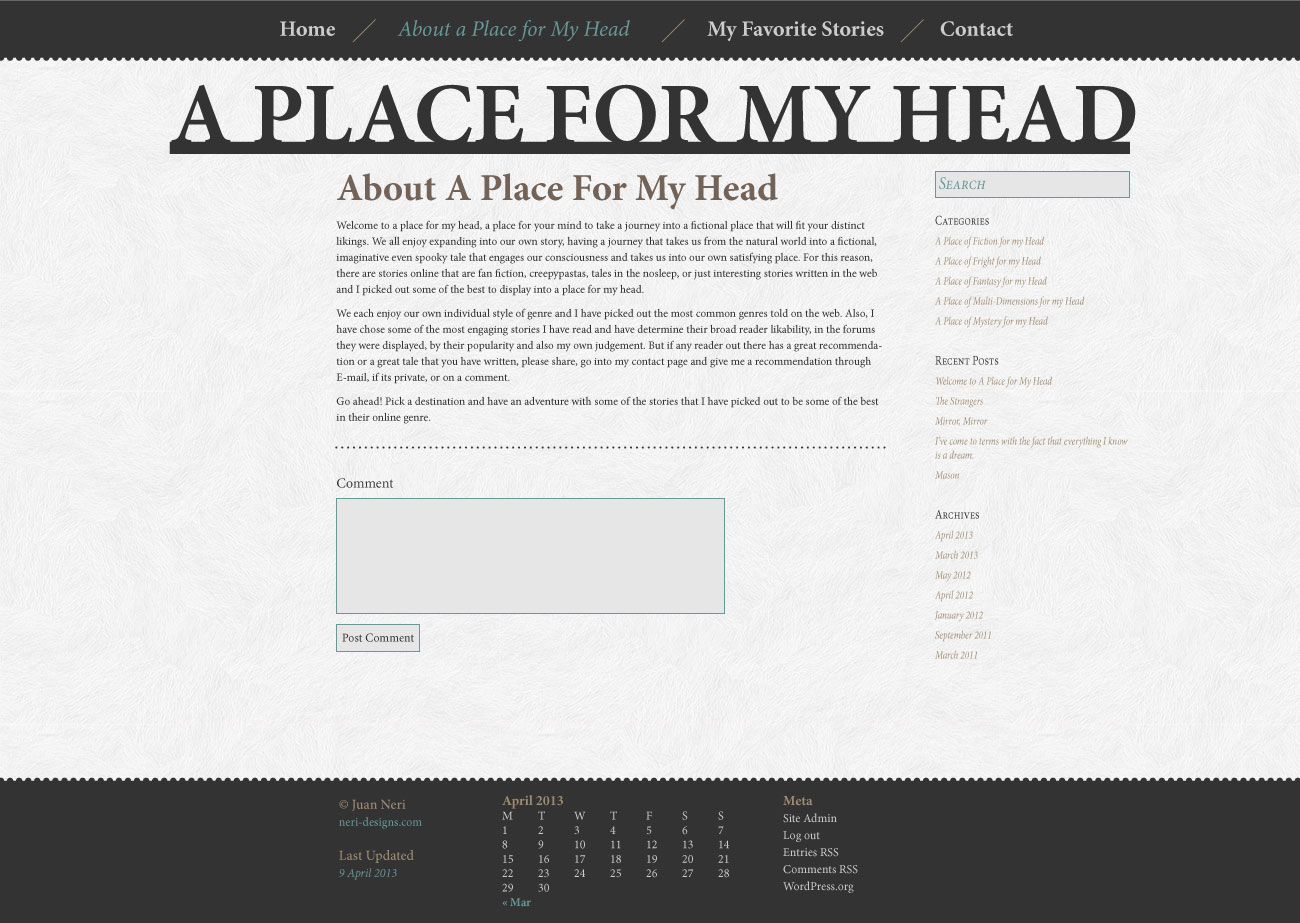 Home
About a Place for My Head
My Favorite Stories
Contact
A PLACE FOR MY HEAD
About A Place For My Head
Welcome to a place for my head, a place for your mind to take a journey into a fictional place that will fit your distinct
likings. We all enjoy expanding into our own story, having a journey that takes us from the natural world into a fictional,
imaginative even spooky tale that engages our consciousness and takes us into our own satisfying place. For this reason,
there are stories online that are fan fiction, creepypastas, tales in the nosleep, or just interesting stories written in the web
and I picked out some of the best to display into a place for my head.
We each enjoy our own individual style of genre and I have picked out the most common genres told on the web. Also, I
have chose some of the most engaging stories I have read and have determine their broad reader likability, in the forums
they were displayed, by their popularity and also my own judgement. But if any reader out there has a great recommenda-
tion or a great tale that you have written, please share, go into my contact page and give me a recommendation through
E-mail, if its private, or on a comment.
Go ahead! Pick a destination and have an adventure with some of the stories that I have picked out to be some of the best
in their online genre.
Comment
Post Comment
Search
Categories
A Place of Fiction for my Head
A Place of Fright for my Head
A Place of Fantasy for my Head
A Place of Multi-Dimensions for my Head
A Place of Mystery for my Head
Recent Posts
Welcome to A Place for My Head
The Strangers
Mirror, Mirror
I've come to terms with the fact that everything I know
is a dream.
Mason
Archives
April 2013
March 2013
May 2012
April 2012
January 2012
September 2011
March 2011
© Juan Neri
neri-designs.com
Last Updated
9 April 2013
April 2013
M T W T F S S
1 2 3 4 5 6 7
8 9 10 11 12 13 14
15 16 17 18 19 20 21
22 23 24 25 26 27 28
29 30
« Mar
Meta
Site Admin
Log out
Entries RSS
Comments RSS
WordPress.org